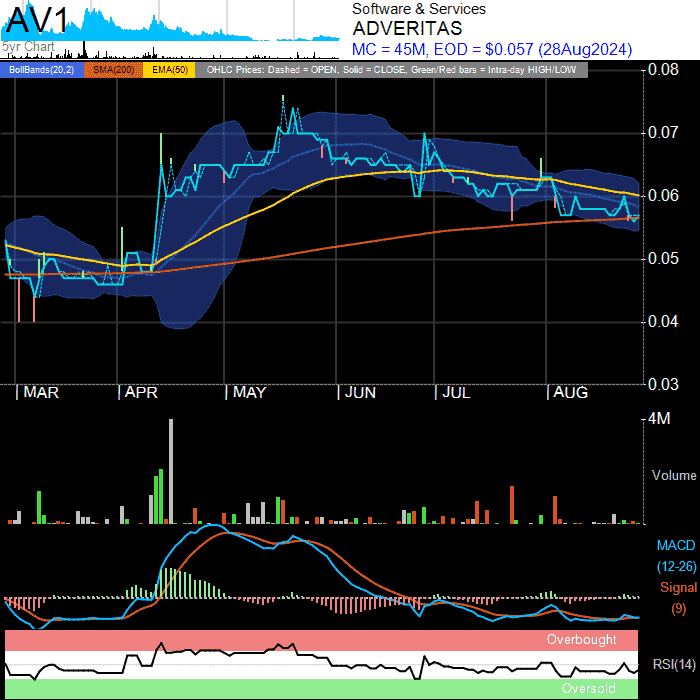 AV1
Software & Services
ADVERITAS
5yr Chart
MC = 45M, EOD = $0.057 (28Aug2024)
BollBands(20,2) SMA(200) EMA(50) OHLC Prices: Dashed = OPEN, Solid = CLOSE, Green/Red bars = Intra-day HIGH/LOW
0.08
0.07
0.06
0.05
0.04
0.03
MAR APR MAY JUN JUL AUG
4M
Volume
MACD
(12-26)
Signal
(9)
Overbought
RSI(14)
Oversold